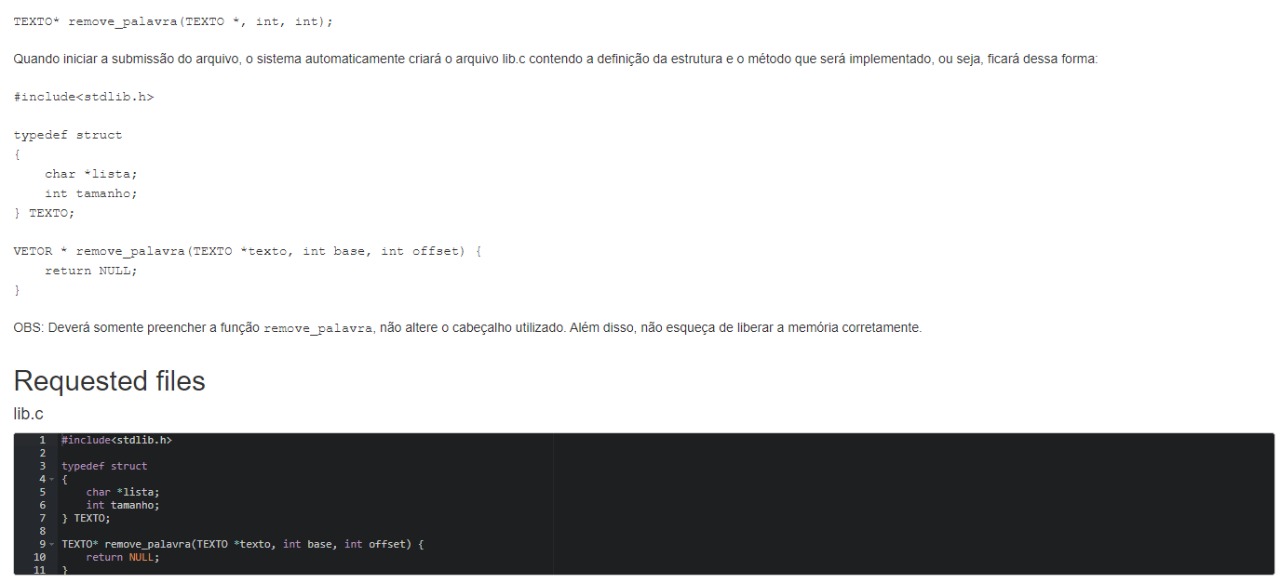 TEXTO* remove_palavra(TEXTO *, int, int);
Quando iniciar a submissão do arquivo, o sistema automaticamente criará o arquivo lib.c contendo a definição da estrutura e o método que será implementado, ou seja, ficará dessa forma:
#include<stdlib.h>
typedef struct
{
    char *lista;
    int tamanho;
} TEXTO;
VETOR * remove_palavra(TEXTO *texto, int base, int offset) {
    return NULL;
}
OBS: Deverá somente preencher a função remove_palavra, não altere o cabeçalho utilizado. Além disso, não esqueça de liberar a memória corretamente.
Requested files
lib.c
1 #include<stdlib.h>
2
3 typedef struct
4 {
5     char *lista;
6     int tamanho;
7 } TEXTO;
8
9 TEXTO* remove_palavra(TEXTO *texto, int base, int offset) {
10     return NULL;
11 }